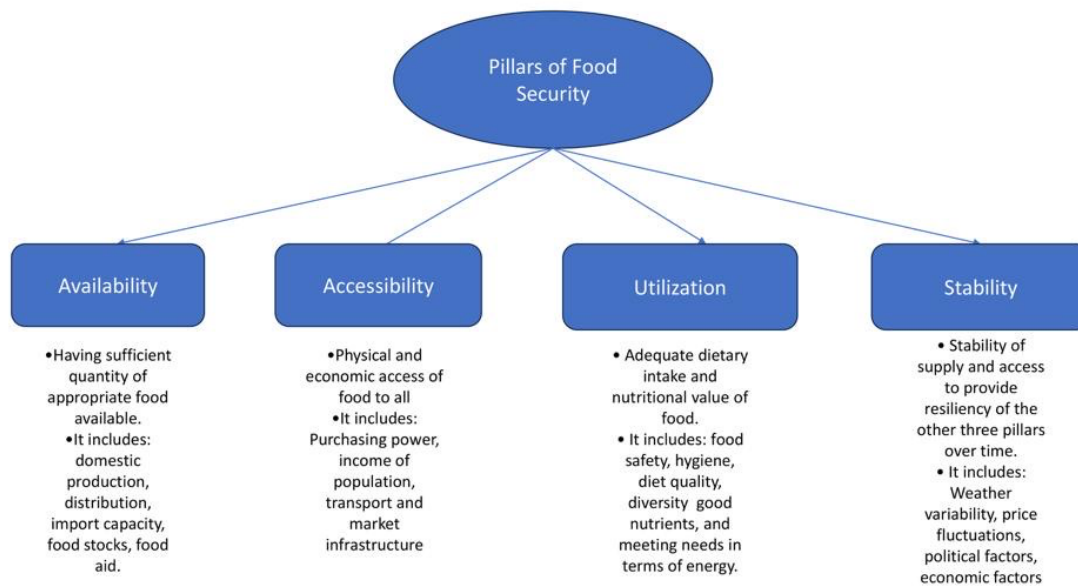 Pillars of Food
Security
Availability
Accessibility
Utilization
Stability
•Having sufficient
quantity of
appropriate food
available.
•It includes:
domestic
production,
distribution,
import capacity,
food stocks, food
aid.
•Physical and
economic access of
food to all
•It includes:
Purchasing power,
income of
population,
transport and
market
infrastructure
• Adequate dietary
intake and
nutritional value of
food.
• It includes: food
safety, hygiene,
diet quality,
diversity good
nutrients, and
meeting needs in
terms of energy.
• Stability of
supply and access
to provide
resiliency of the
other three pillars
over time.
• It includes:
Weather
variability, price
fluctuations,
political factors,
economic factors